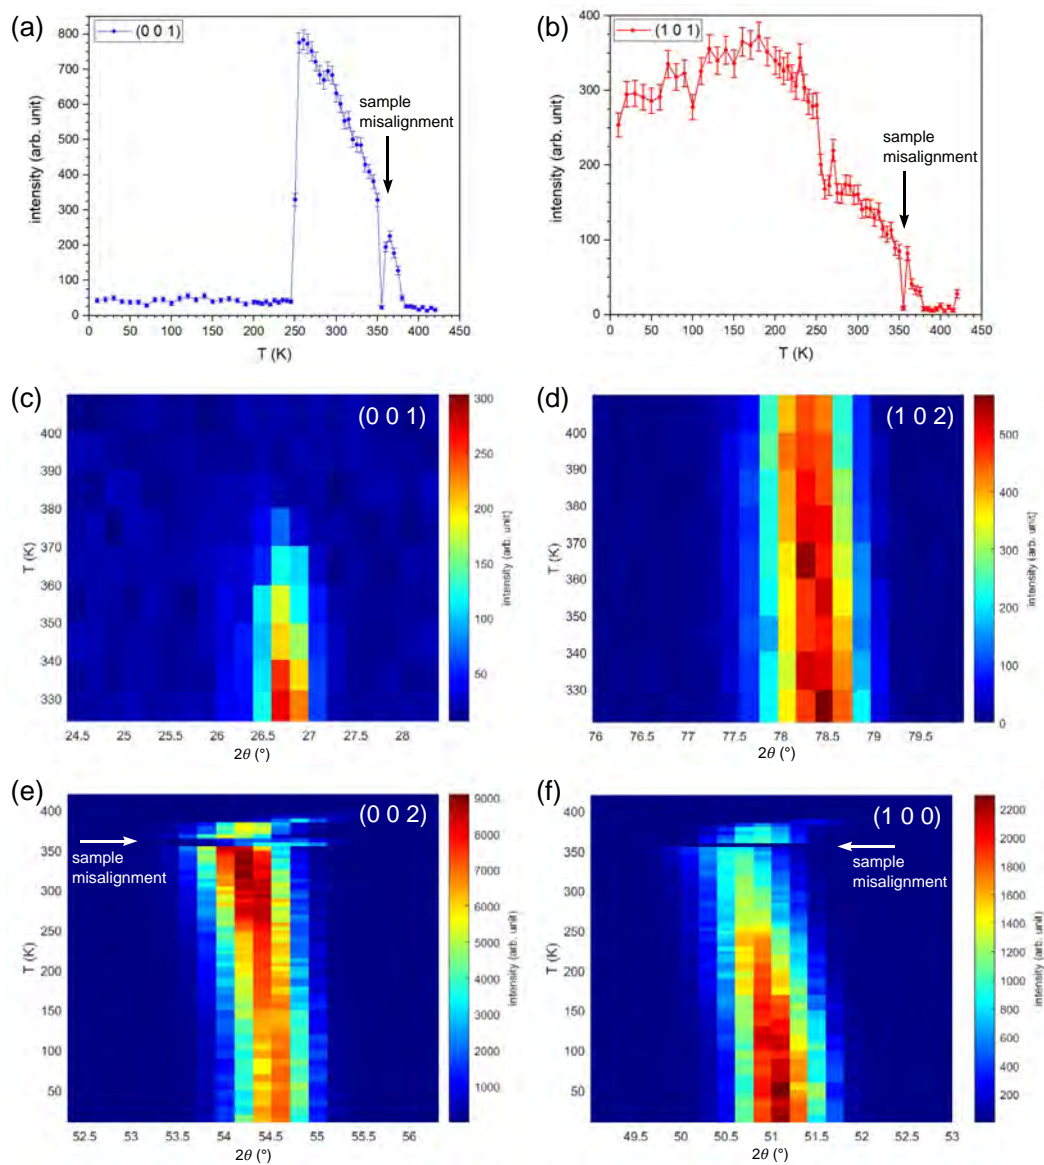 (a)
(0 0 1)
sample
misalignment
intensity (arb. unit)
800
700
600
500
400
300
200
100
0
0 50 100 150 200 250 300 350 400 450
T (K)
(b)
(1 0 1)
sample
misalignment
intensity (arb. unit)
400
300
200
100
0
0 50 100 150 200 250 300 350 400 450
T (K)
(c)
(0 0 1)
T (K)
400
390
380
370
360
350
340
330
24.5 25 25.5 26 26.5 27 27.5 28
2θ (°)
300
250
200
150
100
50
intensity (arb. unit)
(d)
(1 0 2)
T (K)
400
390
380
370
360
350
340
330
76 76.5 77 77.5 78 78.5 79 79.5
2θ (°)
500
400
300
200
100
0
intensity (arb. unit)
(e)
(0 0 2)
sample
misalignment
T (K)
400
350
300
250
200
150
100
50
52.5 53 53.5 54 54.5 55 55.5 56
2θ (°)
9000
8000
7000
6000
5000
4000
3000
2000
1000
intensity (arb. unit)
(f)
(1 0 0)
sample
misalignment
T (K)
400
350
300
250
200
150
100
50
49.5 50 50.5 51 51.5 52 52.5 53
2θ (°)
2200
2000
1800
1600
1400
1200
1000
800
600
400
200
intensity (arb. unit)